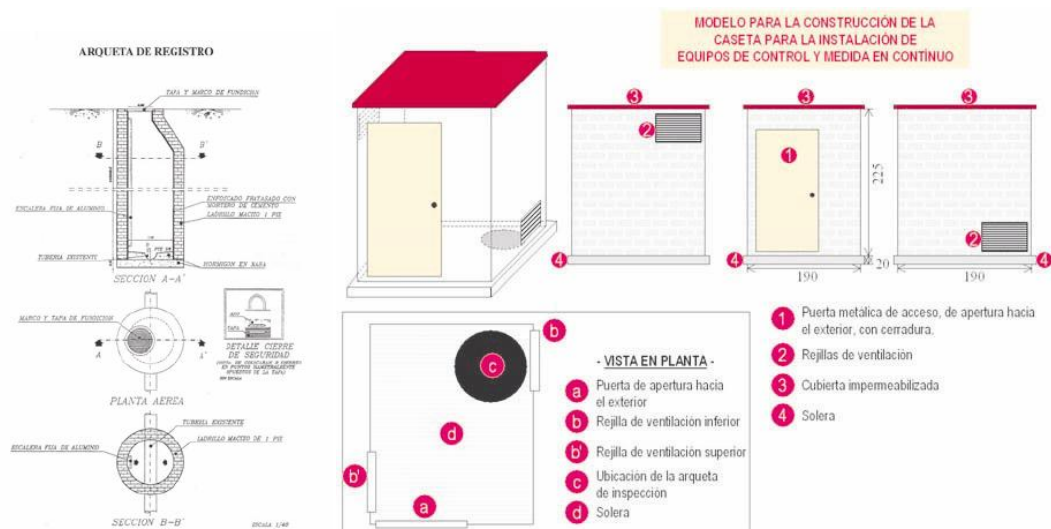 ARQUETA DE REGISTRO
TAPA Y MARCO DE FUNDICIÓN
B
B'
ESCALERA FIJA DE ALUMINIO
ENFOSCADO FRATASADO CON
MORTERO DE CEMENTO
LADRILLO MACIZO 1 PIE
TUBERIA EXISTENTE
HORMIGON EN MASA
SECCION A-A'
MARCO Y TAPA DE FUNDICION
A
A'
TAPA
DETALLE CIERRE
DE SEGURIDAD
PLANTA AEREA
TUBERIA EXISTENTE
ESCALERA FIJA DE ALUMINIO
LADRILLO MACIZO DE 1 PIE
SECCION B-B'
ESCALA 1/40
MODELO PARA LA CONSTRUCCIÓN DE LA
CASETA PARA LA INSTALACIÓN DE
EQUIPOS DE CONTROL Y MEDIDA EN CONTÍNUO
3
3
3
2
1
2
225
20
4
4
4
190
190
b
c
d
b'
a
- VISTA EN PLANTA -
a Puerta de apertura hacia
el exterior
b Rejilla de ventilación inferior
b' Rejilla de ventilación superior
c Ubicación de la arqueta
de inspección
d Solera
1 Puerta metálica de acceso, de apertura hacia
el exterior, con cerradura.
2 Rejillas de ventilación
3 Cubierta impermeabilizada
4 Solera